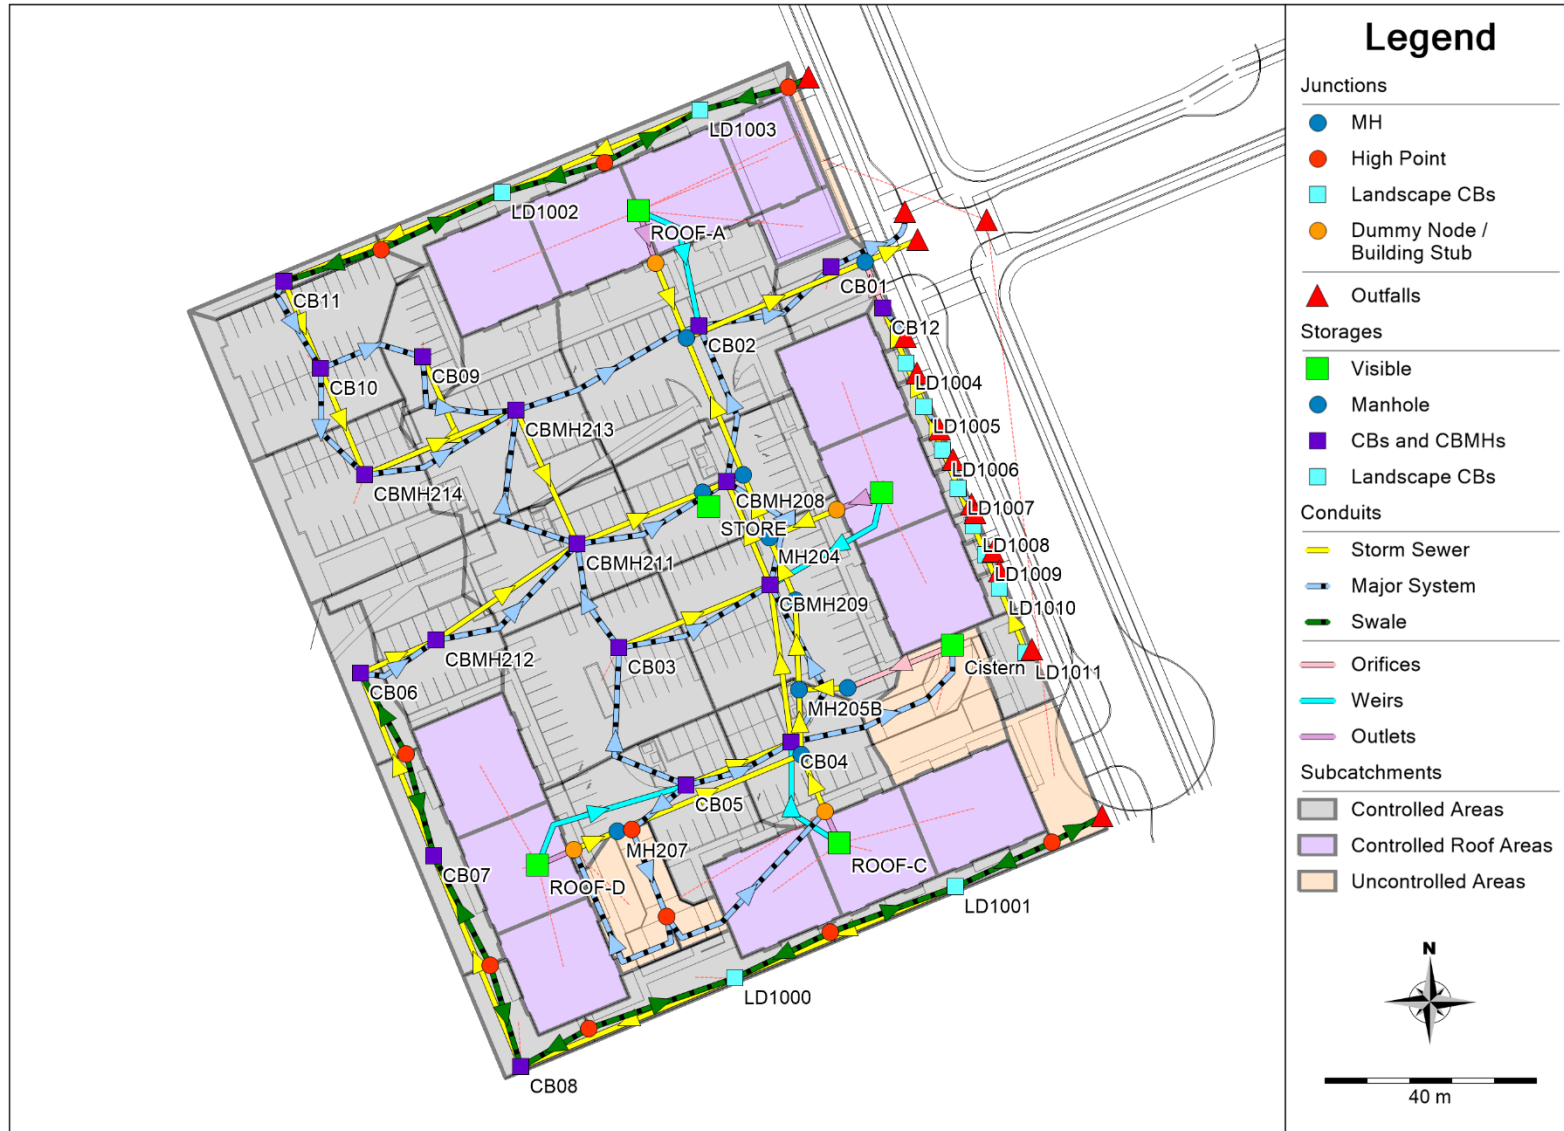 LD1003
LD1002
ROOF-A
CB11
CB01
CB12
CB02
CB10
CB09
LD1004
CBMH213
LD1005
LD1006
CBMH214
CBMH208
LD1007
STORE
LD1008
CBMH211
MH204
LD1009
LD1010
CBMH209
CBMH212
CB03
Cistern
LD1011
CB06
MH205B
CB04
CB05
MH207
CB07
ROOF-D
ROOF-C
LD1001
LD1000
CB08
Legend
Junctions
MH
High Point
Landscape CBs
Dummy Node /
Building Stub
Outfalls
Storages
Visible
Manhole
CBs and CBMHs
Landscape CBs
Conduits
Storm Sewer
Major System
Swale
Orifices
Weirs
Outlets
Subcatchments
Controlled Areas
Controlled Roof Areas
Uncontrolled Areas
N
40 m